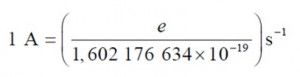 1 A = (e / 1,602 176 634×10⁻¹⁹) s⁻¹